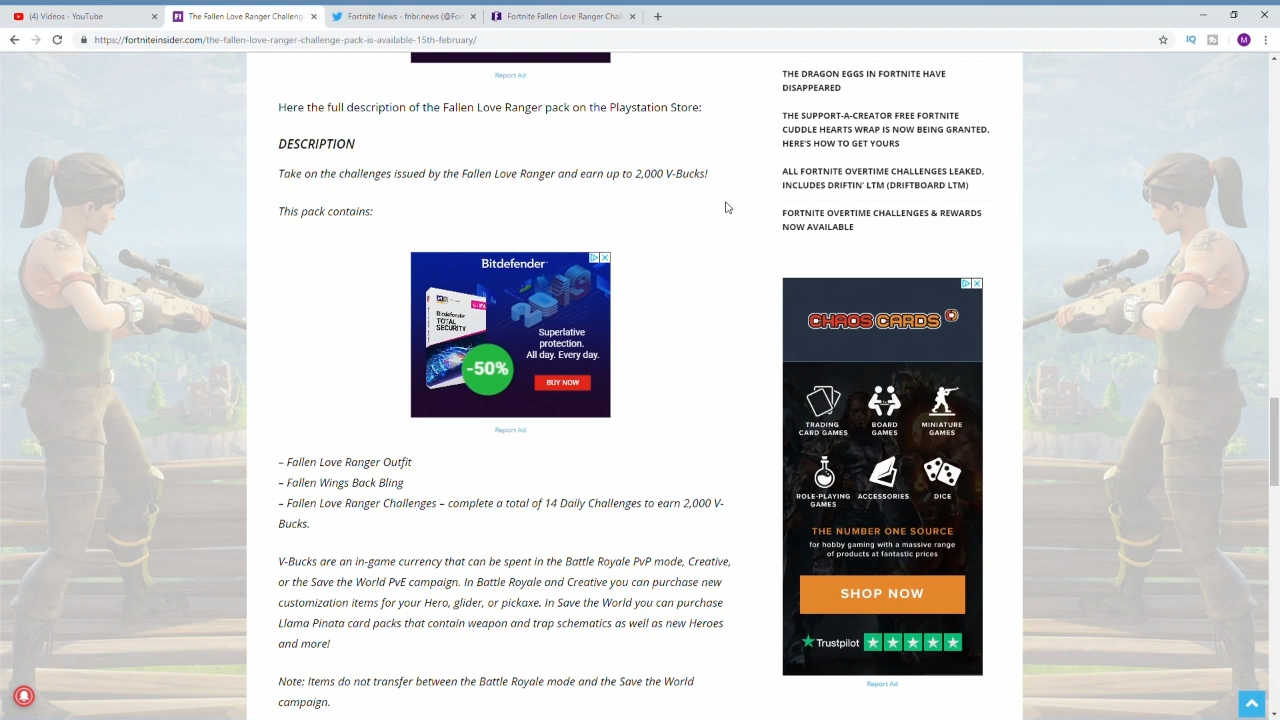 (4) Videos - YouTube
The Fallen Love Ranger Challeng
Twitter News - fnbr.news (@For
Fortnite Fallen Love Ranger Chal
https://fortniteinsider.com/the-fallen-love-ranger-challenge-pack-is-available-15th-february/
IQ
tb
M
Report Ad
Here the full description of the Fallen Love Ranger pack on the Playstation Store:
DESCRIPTION
Take on the challenges issued by the Fallen Love Ranger and earn up to 2,000 V-Bucks!
This pack contains:
Bitdefender
Bitdefender
TOTAL
SECURITY
-50%
Superlative
protection.
All day. Every day.
BUY NOW
Report Ad
– Fallen Love Ranger Outfit
– Fallen Wings Back Bling
– Fallen Love Ranger Challenges – complete a total of 14 Daily Challenges to earn 2,000 V-
Bucks.
V-Bucks are an in-game currency that can be spent in the Battle Royale PvP mode, Creative,
or the Save the World PvE campaign. In Battle Royale and Creative you can purchase new
customization items for your Hero, glider, or pickaxe. In Save the World you can purchase
Llama Pinata card packs that contain weapon and trap schematics as well as new Heroes
and more!
Note: Items do not transfer between the Battle Royale mode and the Save the World
campaign.
THE DRAGON EGGS IN FORTNITE HAVE
DISAPPEARED
THE SUPPORT-A-CREATOR FREE FORTNITE
CUDDLE HEARTS WRAP IS NOW BEING GRANTED,
HERE'S HOW TO GET YOURS
ALL FORTNITE OVERTIME CHALLENGES LEAKED,
INCLUDES DRIFTIN' LTM (DRIFTBOARD LTM)
FORTNITE OVERTIME CHALLENGES & REWARDS
NOW AVAILABLE
CHAOS CARDS
TRADING
CARD GAMES
BOARD
GAMES
MINIATURE
GAMES
ROLE-PLAYING
GAMES
ACCESSORIES
DICE
THE NUMBER ONE SOURCE
for hobby gaming with a massive range
of products at fantastic prices
SHOP NOW
Trustpilot
Report Ad